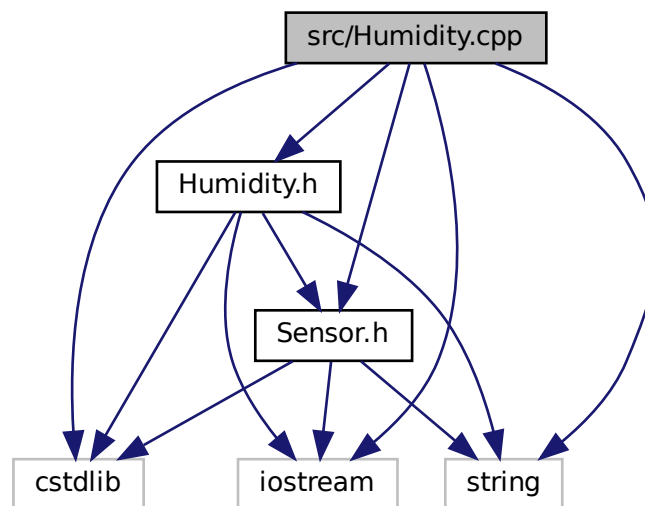 src/Humidity.cpp
Humidity.h
Sensor.h
cstdlib
iostream
string